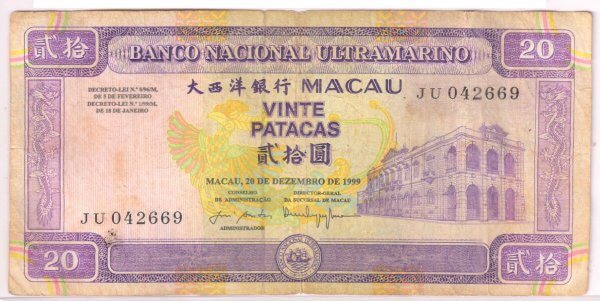 貳拾
BANCO NACIONAL ULTRAMARINO
20
DECRETO-LEI N.º 8/96/M,
DE 5 DE FEVEREIRO
DECRETO-LEI N.º 1/99/M,
DE 18 DE JANEIRO
大西洋銀行 MACAU
JU 042669
VINTE
PATACAS
貳拾圓
MACAU, 20 DE DEZEMBRO DE 1999
CONSELHO
DE ADMINISTRAÇÃO
DIRECTOR-GERAL
DA SUCURSAL DE MACAU
JU 042669
ADMINISTRADOR
20
貳拾